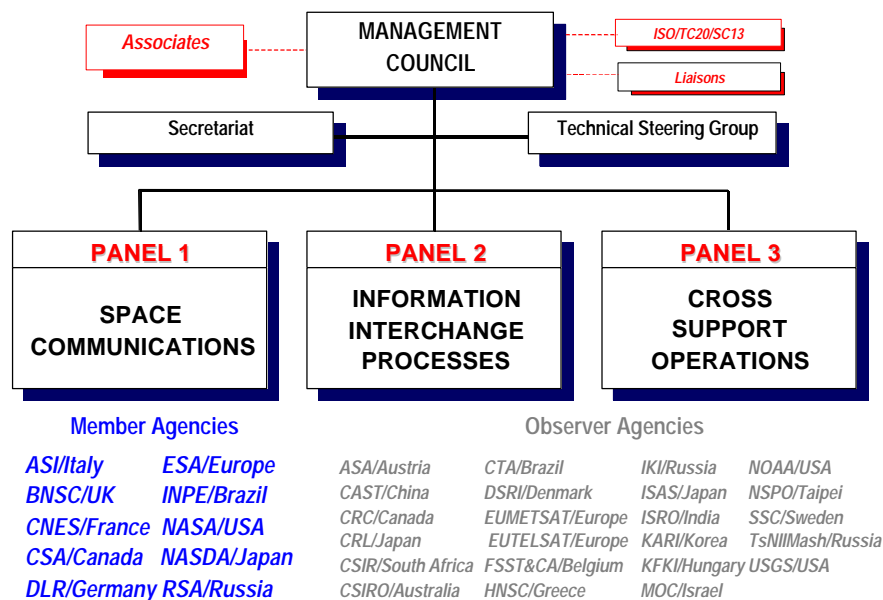 Associates
MANAGEMENT
COUNCIL
ISO/TC20/SC13
Liaisons
Secretariat
Technical Steering Group
PANEL 1
SPACE
COMMUNICATIONS
PANEL 2
INFORMATION
INTERCHANGE
PROCESSES
PANEL 3
CROSS
SUPPORT
OPERATIONS
Member Agencies
ASI/Italy ESA/Europe
BNSC/UK INPE/Brazil
CNES/France NASA/USA
CSA/Canada NASDA/Japan
DLR/Germany RSA/Russia
Observer Agencies
ASA/Austria CTA/Brazil IKI/Russia NOAA/USA
CAST/China DSRI/Denmark ISAS/Japan NSPO/Taipei
CRC/Canada EUMETSAT/Europe ISRO/India SSC/Sweden
CRL/Japan EUTELSAT/Europe KARI/Korea TsNIIMash/Russia
CSIR/South Africa FSST&CA/Belgium KFKI/Hungary USGS/USA
CSIRO/Australia HNSC/Greece MOC/Israel